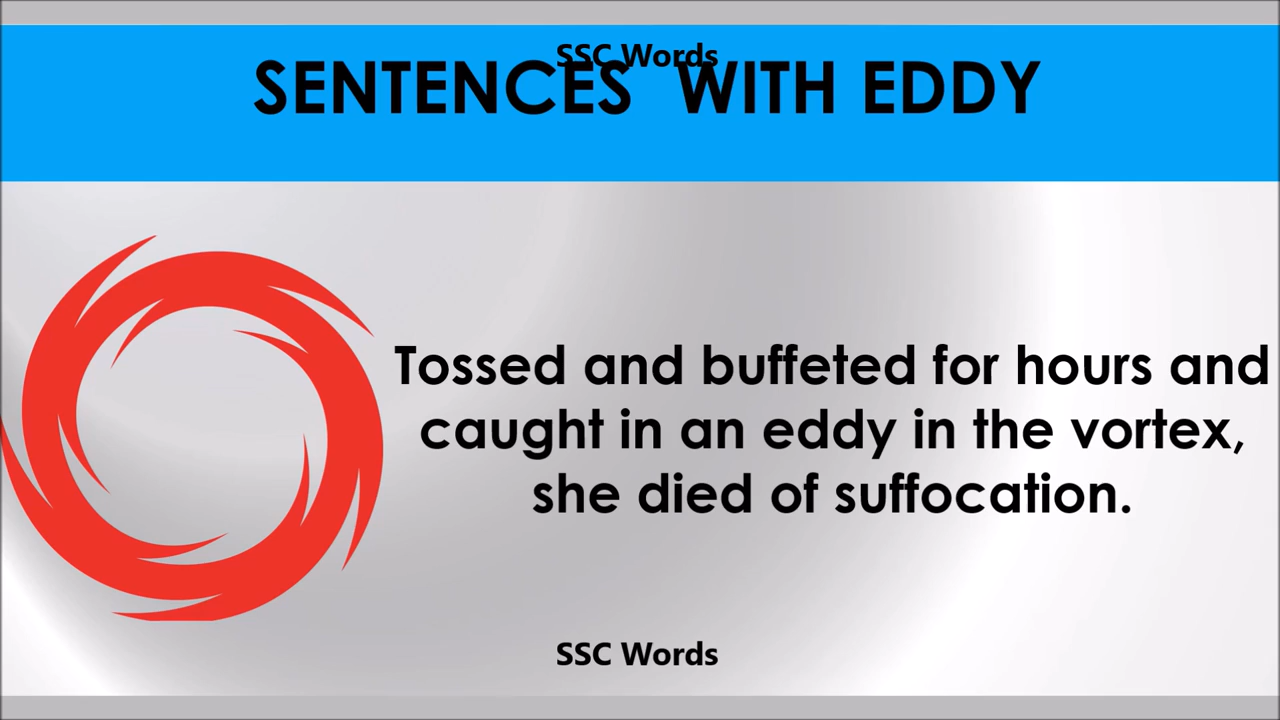 SSC Words
SENTENCES WITH EDDY
Tossed and buffeted for hours and
caught in an eddy in the vortex,
she died of suffocation.
SSC Words